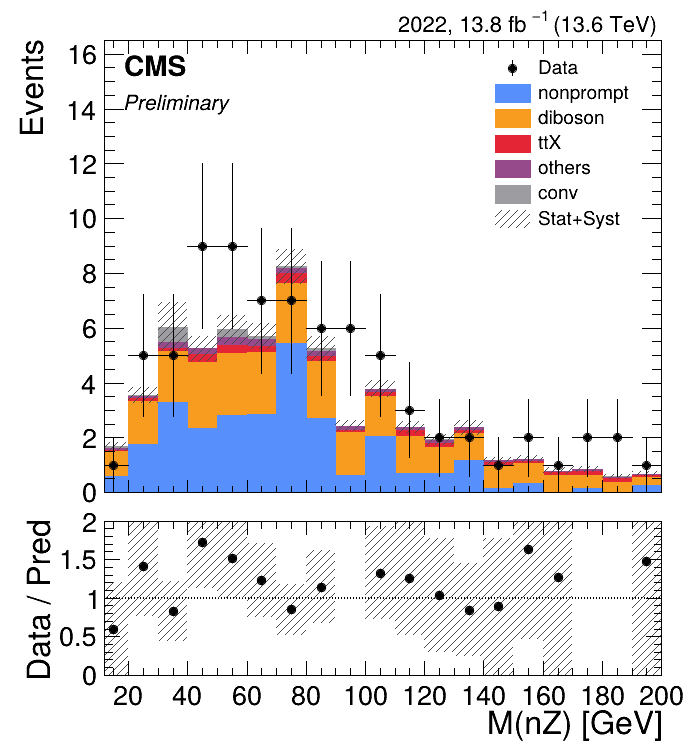 2022, 13.8 fb⁻¹ (13.6 TeV)
Events
16
14
12
10
8
6
4
2
0
CMS
Preliminary
Data
nonprompt
diboson
ttX
others
conv
Stat+Syst
Data / Pred
2
1.5
1
0.5
0
20 40 60 80 100 120 140 160 180 200
M(nZ) [GeV]